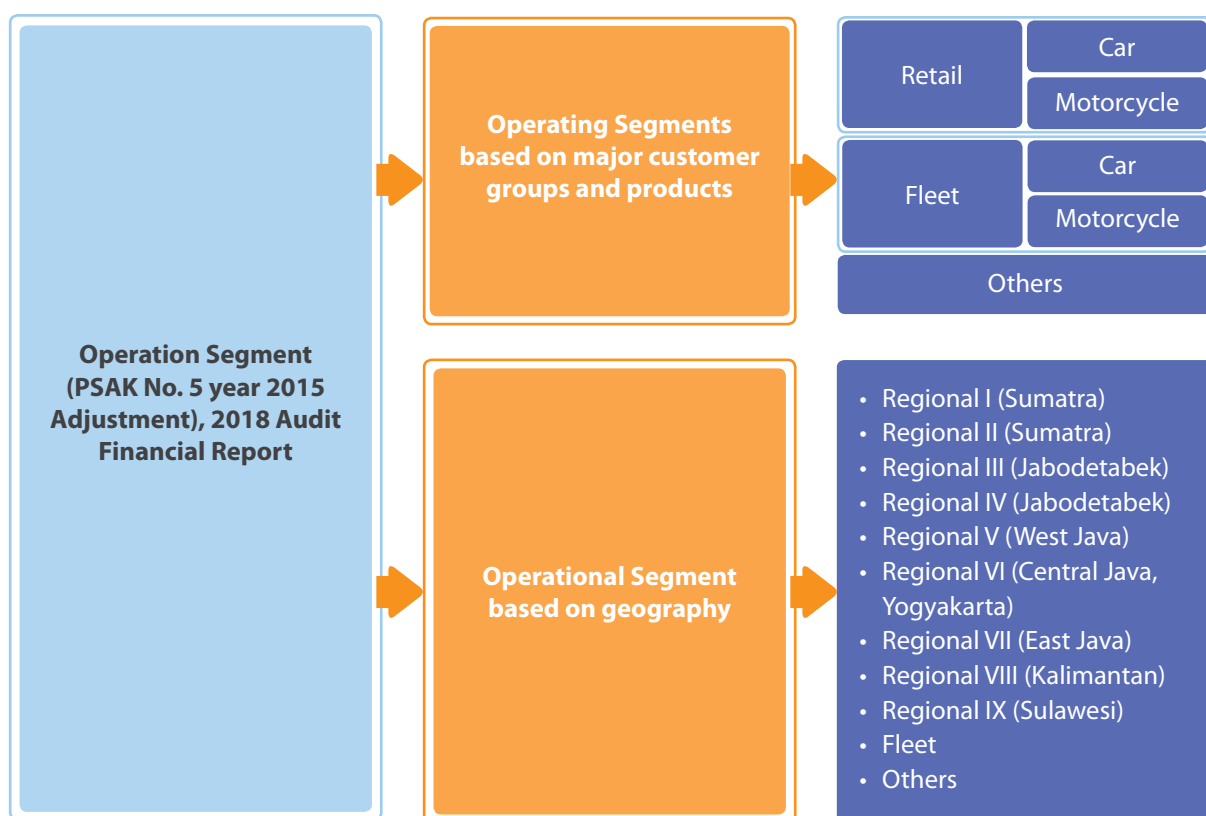 Operation Segment
(PSAK No. 5 year 2015
Adjustment), 2018 Audit
Financial Report
Operating Segments
based on major customer
groups and products
Retail
Car
Motorcycle
Fleet
Car
Motorcycle
Others
Operational Segment
based on geography
• Regional I (Sumatra)
• Regional II (Sumatra)
• Regional III (Jabodetabek)
• Regional IV (Jabodetabek)
• Regional V (West Java)
• Regional VI (Central Java,
Yogyakarta)
• Regional VII (East Java)
• Regional VIII (Kalimantan)
• Regional IX (Sulawesi)
• Fleet
• Others